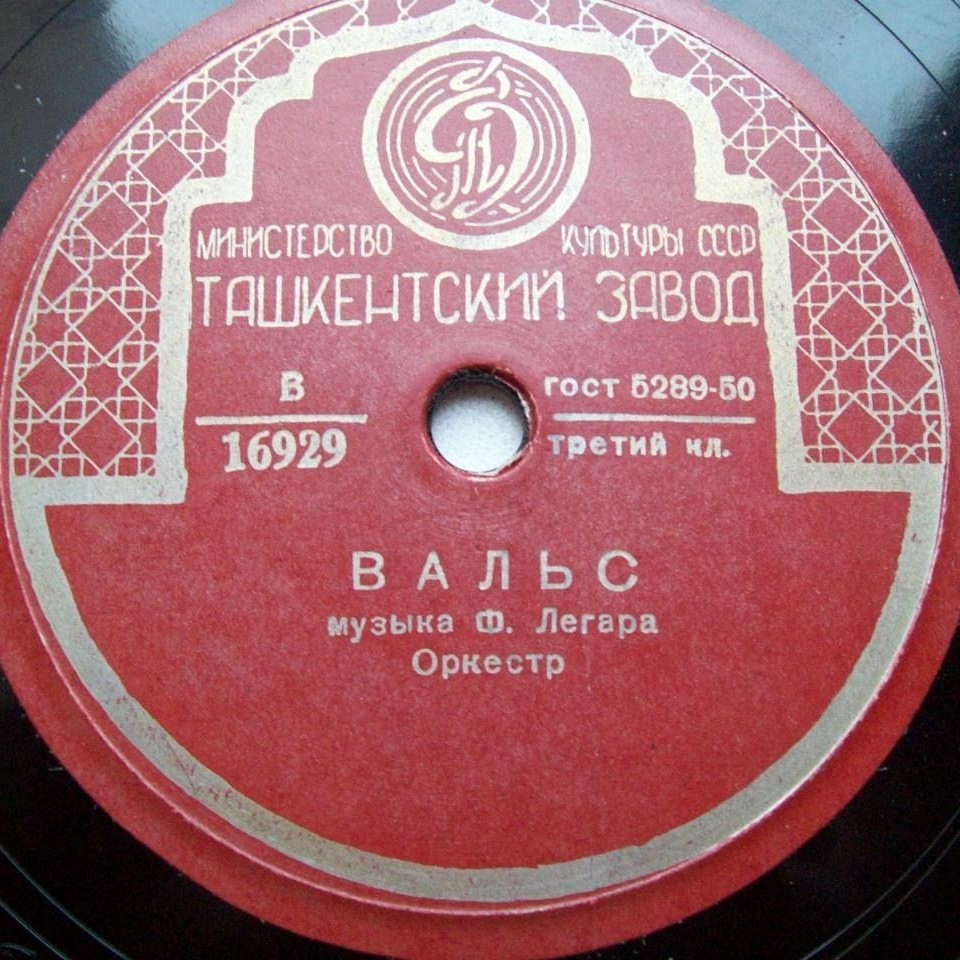 МИНИСТЕРСТВО КУЛЬТУРЫ СССР
ТАШКЕНТСКИЙ ЗАВОД
В
16929
ГОСТ 5289-50
третий кл.
ВАЛЬС
музыка Ф. Легара
Оркестр